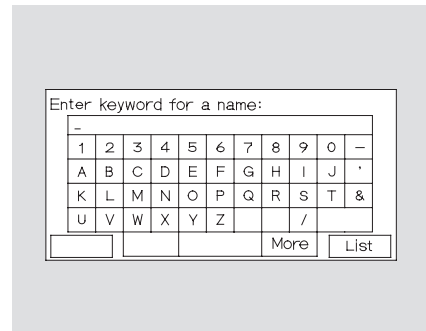 Enter keyword for a name:
_
1 2 3 4 5 6 7 8 9 0 –
A B C D E F G H I J '
K L M N O P Q R S T &
U V W X Y Z /
More List